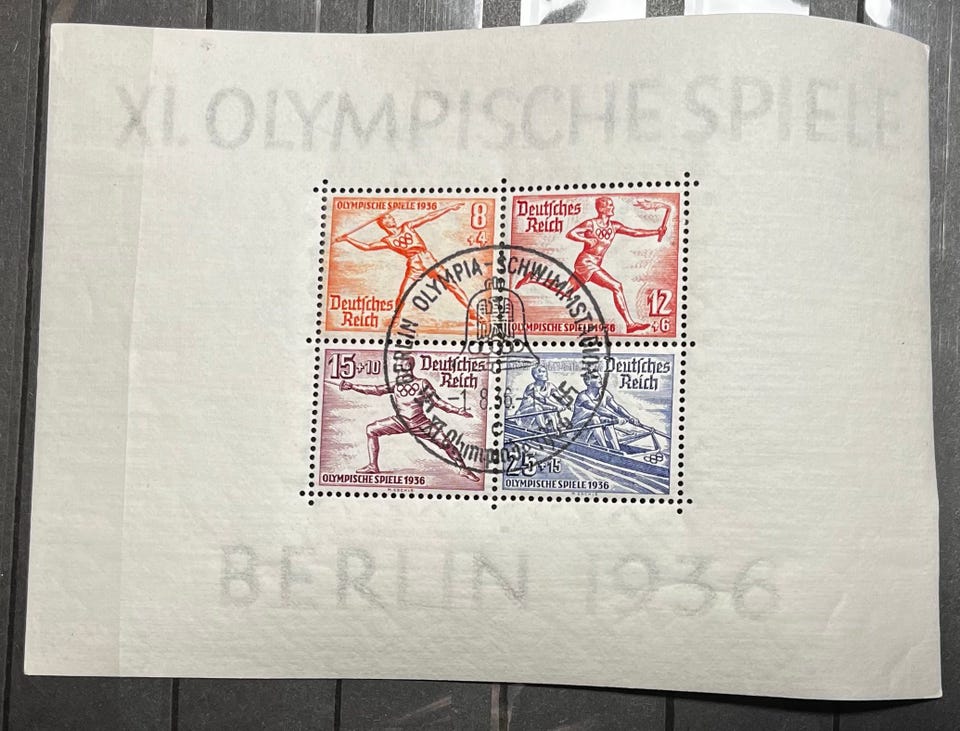 XI. OLYMPISCHE SPIELE
OLYMPISCHE SPIELE 1936
8
+4
Deutsches
Reich
Deutsches
Reich
12
+6
OLYMPISCHE SPIELE 1936
15+10
Deutsches
Reich
OLYMPISCHE SPIELE 1936
M. ESCHLE
Deutsches
Reich
25+15
OLYMPISCHE SPIELE 1936
M. ESCHLE
BERLIN OLYMPIA-SCHWIMMSTADION
-1.8.36.
BERLIN 1936